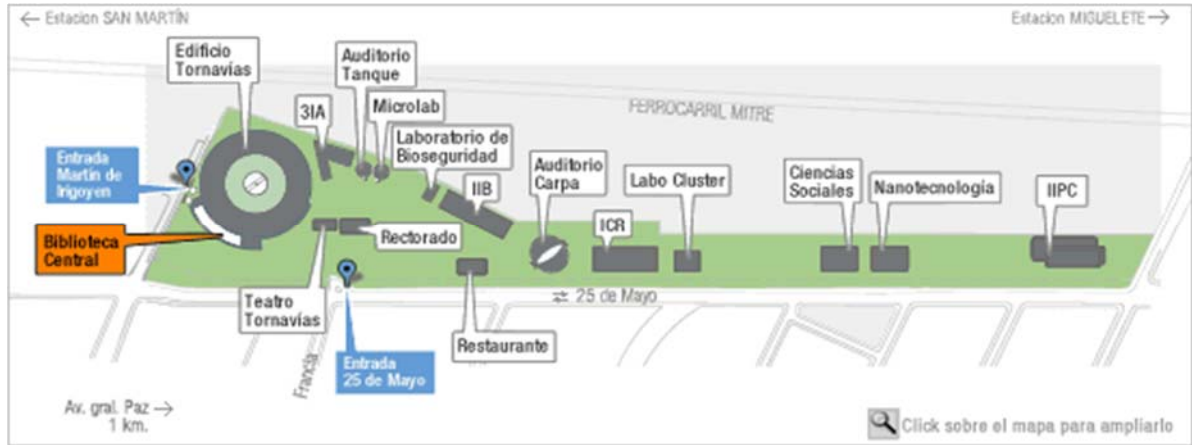 ← Estacion SAN MARTÍN
Estacion MIGUELETE →
Edificio
Tornavías
Auditorio
Tanque
3IA
Microlab
FERROCARRIL MITRE
Laboratorio de
Bioseguridad
Entrada
Martín de
Irigoyen
IIB
Auditorio
Carpa
Labo Cluster
Ciencias
Sociales
Nanotecnología
IIPC
ICR
Rectorado
Biblioteca
Central
Teatro
Tornavías
⇄ 25 de Mayo
Restaurante
Entrada
25 de Mayo
Francia
Av. gral. Paz →
1 km.
Click sobre el mapa para ampliarlo